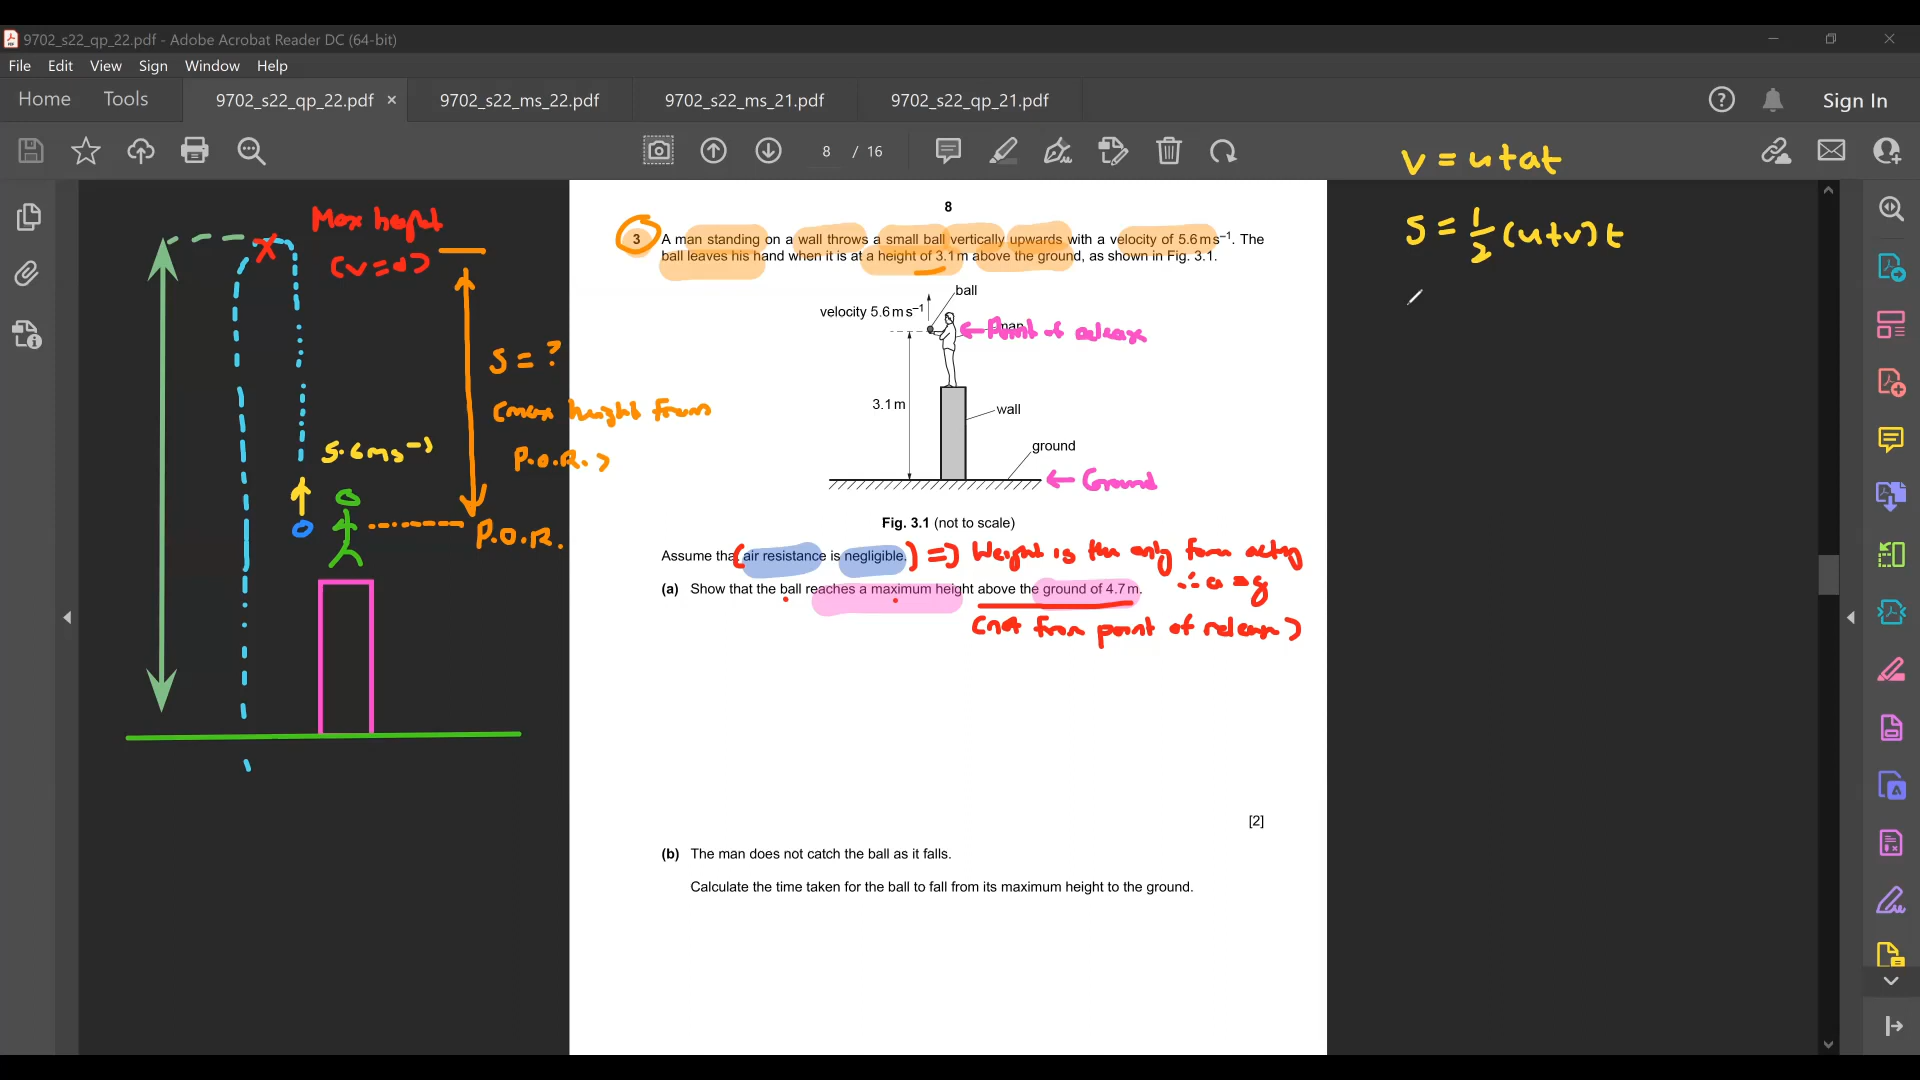 9702_s22_qp_22.pdf - Adobe Acrobat Reader DC (64-bit)
File Edit View Sign Window Help
Home Tools 9702_s22_qp_22.pdf × 9702_s22_ms_22.pdf 9702_s22_ms_21.pdf 9702_s22_qp_21.pdf Sign In
8 / 16
v = u+at
s = 1/2 (u+v) t
Max height
(v=0)
s = ?
(max height from
P.O.R.)
5.6ms⁻¹
P.O.R.
8
3 A man standing on a wall throws a small ball vertically upwards with a velocity of 5.6 m s⁻¹. The
ball leaves his hand when it is at a height of 3.1 m above the ground, as shown in Fig. 3.1.
ball
velocity 5.6 m s⁻¹
man
Point of release
3.1 m
wall
ground
Ground
Fig. 3.1 (not to scale)
Assume that air resistance is negligible.
( ) => Weight is the only force acting
∴ a = g
(a) Show that the ball reaches a maximum height above the ground of 4.7 m.
(not from point of release)
[2]
(b) The man does not catch the ball as it falls.
Calculate the time taken for the ball to fall from its maximum height to the ground.